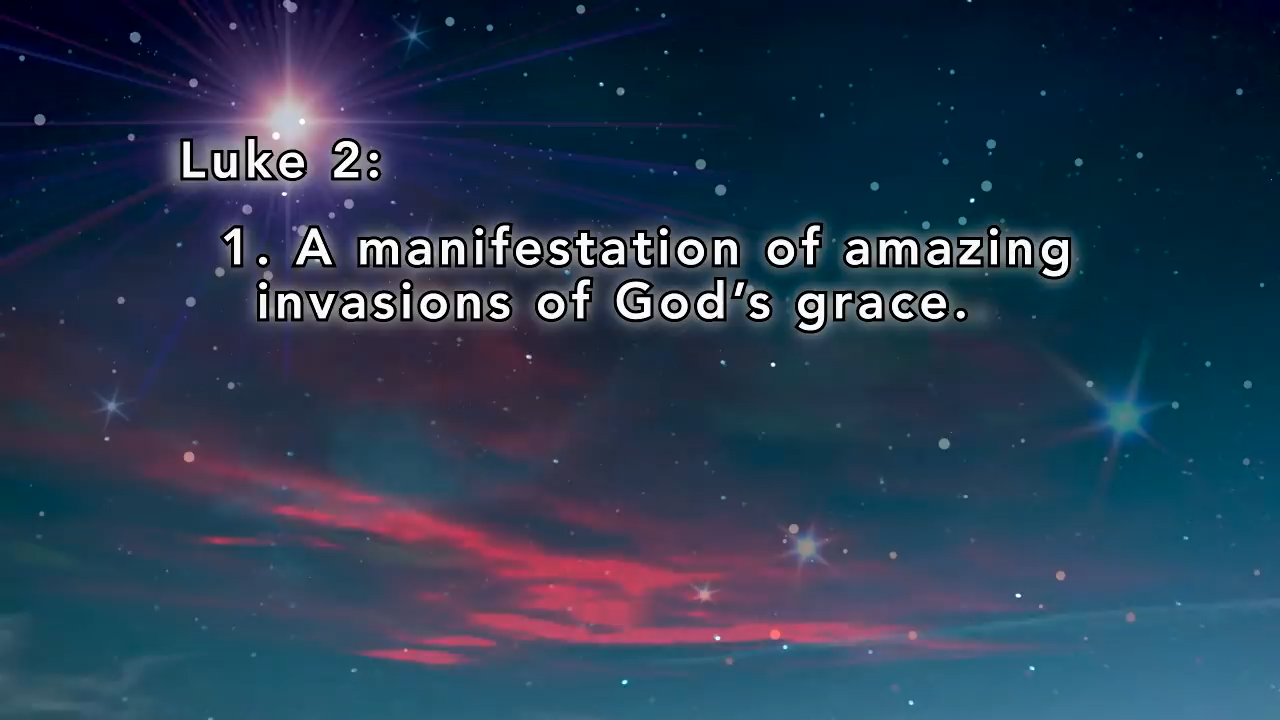 Luke 2:
1. A manifestation of amazing
invasions of God’s grace.